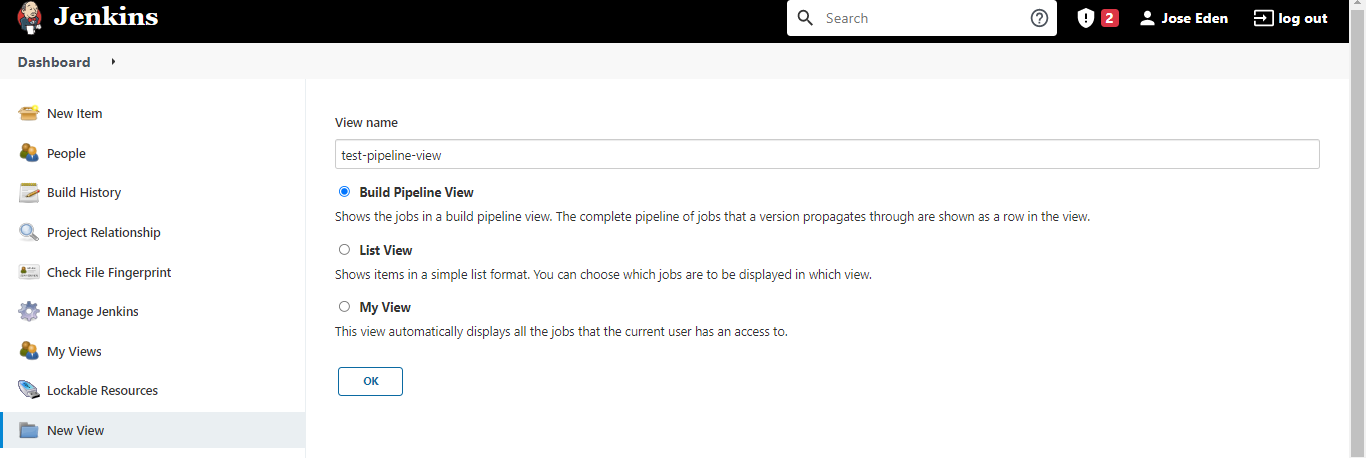 Jenkins
Search
2
Jose Eden
log out
Dashboard
New Item
People
Build History
Project Relationship
Check File Fingerprint
Manage Jenkins
My Views
Lockable Resources
New View
View name
test-pipeline-view
Build Pipeline View
Shows the jobs in a build pipeline view. The complete pipeline of jobs that a version propagates through are shown as a row in the view.
List View
Shows items in a simple list format. You can choose which jobs are to be displayed in which view.
My View
This view automatically displays all the jobs that the current user has an access to.
OK